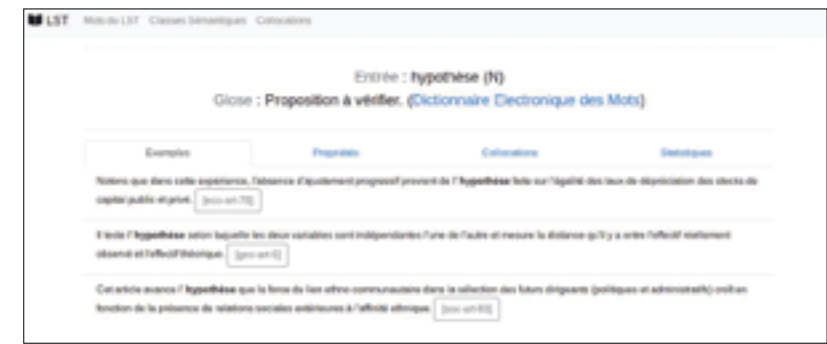 LST Mots du LST Classes Sémantiques Collocations
Entrée : hypothèse (N)
Glose : Proposition à vérifier. (Dictionnaire Electronique des Mots)
Exemples Propriétés Collocations Statistiques
Notons que dans cette expérience, l'absence d'ajustement progressif provient de l'hypothèse faite sur l'égalité des taux de dépréciation des stocks de
capital public et privé. [eco-art-78]
Il teste l'hypothèse selon laquelle les deux variables sont indépendantes l'une de l'autre et mesure la distance qu'il y a entre l'effectif réellement
observé et l'effectif théorique.
Cet article avance l'hypothèse que la force du lien ethno communautaire dans la sélection des futurs dirigeants (politiques et administratifs) croît en
fonction de la présence de relations sociales extérieures à l'affinité ethnique.